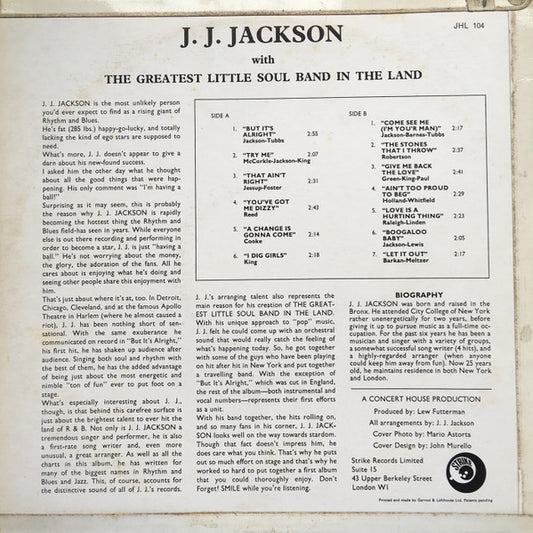 JHL 104
J. J. JACKSON
with
THE GREATEST LITTLE SOUL BAND IN THE LAND
J. J. JACKSON is the most unlikely person
you'd ever expect to find as a rising giant of
Rhythm and Blues.
He's fat (285 lbs.) happy-go-lucky, and totally
lacking the kind of ego stars are supposed to
need.
What's more, J. J. doesn't appear to give a
darn about his new-found success.
I asked him the other day what he thought
about all the good things that were hap-
pening. His only comment was "I'm having a
ball!"
Surprising as it may seem, this is probably
the reason why J. J. JACKSON is rapidly
becoming the hottest thing the Rhythm and
Blues field has seen in years. While everyone
else is out there recording and performing in
order to become a star, J. J. is just "having a
ball." He's not worrying about the money,
the glory, the adoration of the fans. All he
cares about is enjoying what he's doing and
seeing other people share this enjoyment with
him.
That's just about where it's at, too. In Detroit,
Chicago, Cleveland, and at the famous Apollo
Theatre in Harlem (where he almost caused a
riot), J. J. has been nothing short of sen-
sational. With the same exuberance he
communicated on record in "But It's Alright,"
his first hit, he has shaken up audience after
audience. Singing both soul and rhythm with
the best of them, he has the added advantage
of being just about the most energetic and
nimble "ton of fun" ever to put foot on a
stage.
What's especially interesting about J. J.,
though, is that behind this carefree surface is
just about the brightest talent to ever hit the
land of R & B. Not only is J. J. JACKSON a
tremendous singer and performer, he is also
a first-rate song writer and, even more
unusual, a great arranger. As well as all the
charts in this album, he has written for
many of the biggest names in Rhythm and
Blues and Jazz. This, of course, accounts for
the distinctive sound of all of J. J.'s records.
SIDE A
1. "BUT IT'S
ALRIGHT" 2:55
Jackson-Tubbs
2. "TRY ME" 2:07
McCorkle-Jackson-King
3. "THAT AIN'T
RIGHT" 2:31
Jessup-Foster
4. "YOU'VE GOT
ME DIZZY" 2:43
Reed
5. "A CHANGE IS
GONNA COME" 2:14
Cooke
6. "I DIG GIRLS" 2:18
King
SIDE B
1. "COME SEE ME
(I'M YOU'R MAN)" 2:17
Jackson-Barnes-Tubbs
2. "THE STONES
THAT I THROW" 2:37
Robertson
3. "GIVE ME BACK
THE LOVE" 2:41
Green-King-Paul
4. "AIN'T TOO PROUD
TO BEG" 2:29
Holland-Whitfield
5. "LOVE IS A
HURTING THING" 2:23
Raleigh-Linden
6. "BOOGALOO
BABY" 2:05
Jackson-Lewis
7. "LET IT OUT" 2:17
Barkan-Meltzer
J. J.'s arranging talent also represents the
main reason for his creation of THE GREAT-
EST LITTLE SOUL BAND IN THE LAND.
With his unique approach to "pop" music,
J. J. felt he could come up with an orchestral
sound that would really catch the feeling of
what's happening today. So, he got together
with some of the guys who have been playing
on hit after hit in New York and put together
a travelling band. With the exception of
"But It's Alright," which was cut in England,
the rest of the album—both instrumental and
vocal numbers—represents their first efforts
as a unit.
With his band together, the hits rolling on,
and so many fans in his corner, J. J. JACK-
SON looks well on the way towards stardom.
Though fact that doesn't impress him, he
does care what you think. That's why he puts
out so much effort on stage and that's why he
worked so hard to put together a first album
that you could thoroughly enjoy. Don't
Forget! SMILE while you're listening.
BIOGRAPHY
J. J. JACKSON was born and raised in the
Bronx. He attended City College of New York
rather unenergetically for two years, before
giving it up to pursue music as a full-time oc-
cupation. For the past six years he has been a
musician and singer with a variety of groups,
a somewhat successful song writer (4 hits), and
a highly-regarded arranger (when anyone
could keep him away from fun). Now 25 years
old, he maintains residence in both New York
and London.
A CONCERT HOUSE PRODUCTION
Produced by: Lew Futterman
All arrangements by: J. J. Jackson
Cover Photo by: Mario Astorta
Cover Design by: John Murello
Strike Records Limited
Suite 15
43 Upper Berkeley Street
London W1
STRIKE
Printed and made by Garrod & Lofthouse Ltd. Patents pending